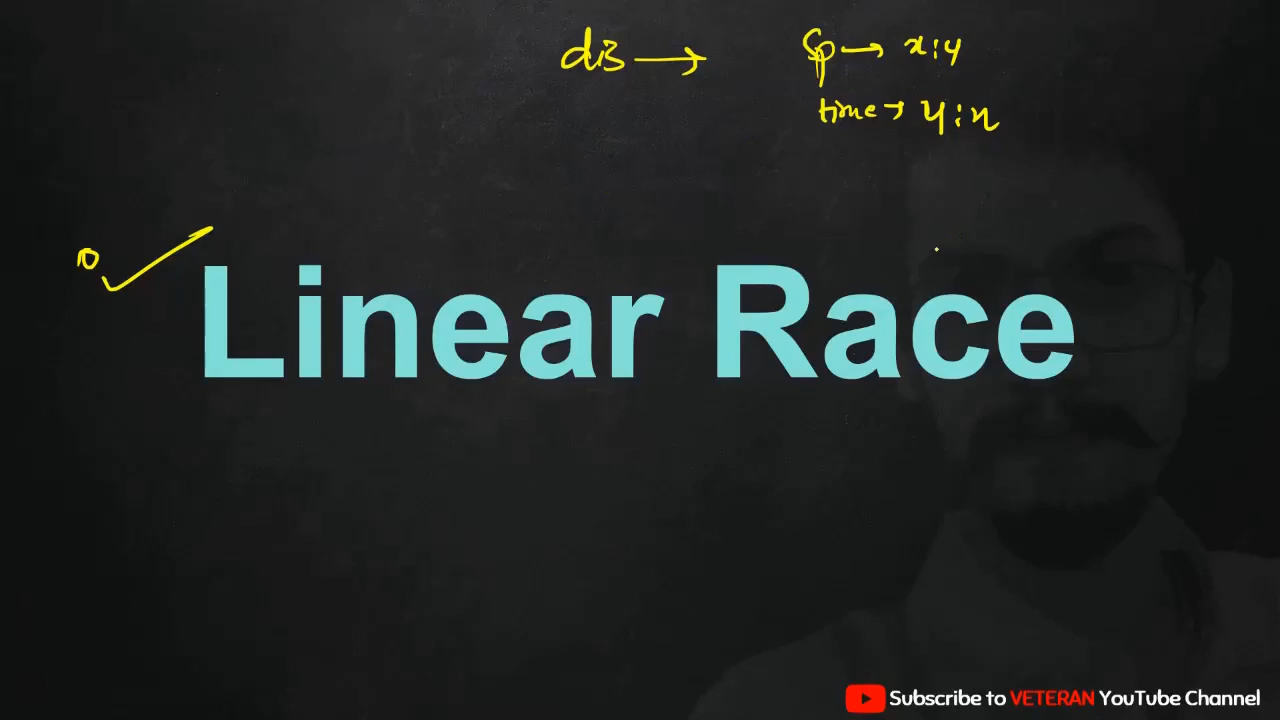 dis → Sp → x:y
time → y:x
Linear Race
Subscribe to VETERAN YouTube Channel